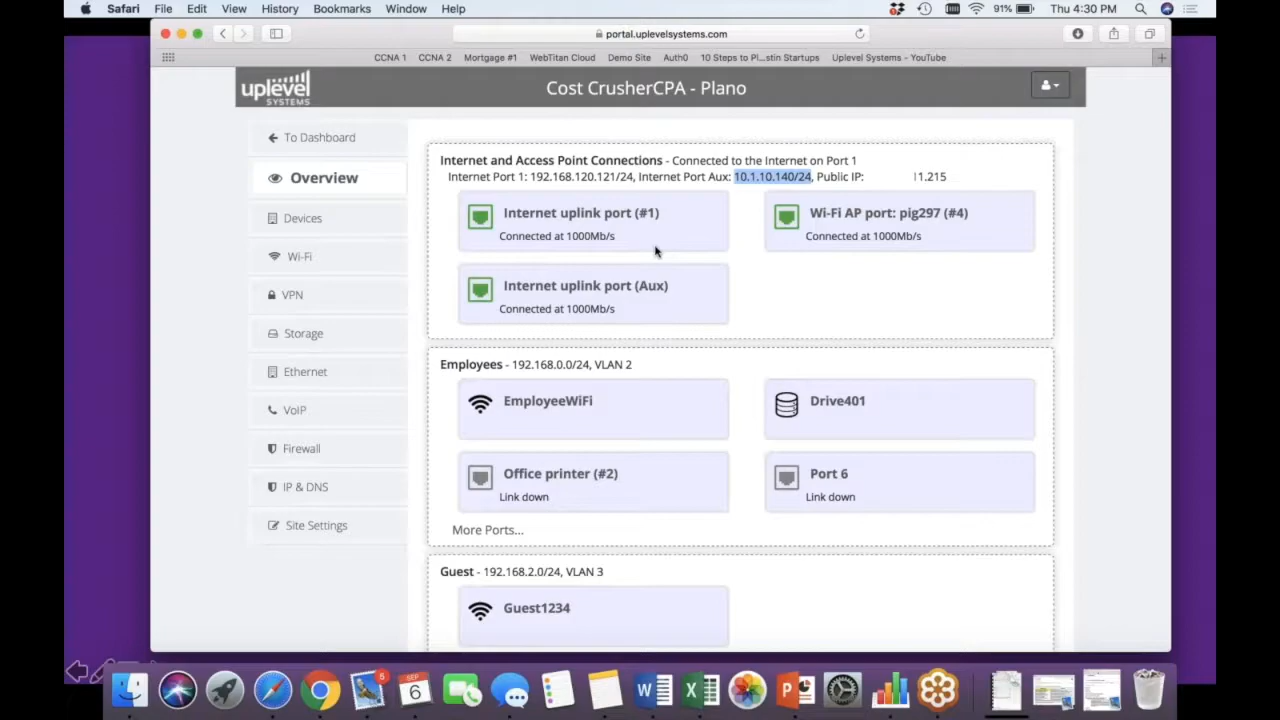 Safari File Edit View History Bookmarks Window Help 91% Thu 4:30 PM
portal.uplevelsystems.com
CCNA 1 CCNA 2 Mortgage #1 WebTitan Cloud Demo Site Auth0 10 Steps to Pl...stin Startups Uplevel Systems - YouTube
uplevel
SYSTEMS
Cost CrusherCPA - Plano
To Dashboard
Overview
Devices
Wi-Fi
VPN
Storage
Ethernet
VoIP
Firewall
IP & DNS
Site Settings
Internet and Access Point Connections - Connected to the Internet on Port 1
Internet Port 1: 192.168.120.121/24, Internet Port Aux: 10.1.10.140/24, Public IP: 1.215
Internet uplink port (#1)
Connected at 1000Mb/s
Wi-Fi AP port: pig297 (#4)
Connected at 1000Mb/s
Internet uplink port (Aux)
Connected at 1000Mb/s
Employees - 192.168.0.0/24, VLAN 2
EmployeeWiFi
Drive401
Office printer (#2)
Link down
Port 6
Link down
More Ports...
Guest - 192.168.2.0/24, VLAN 3
Guest1234
5
SEP
6